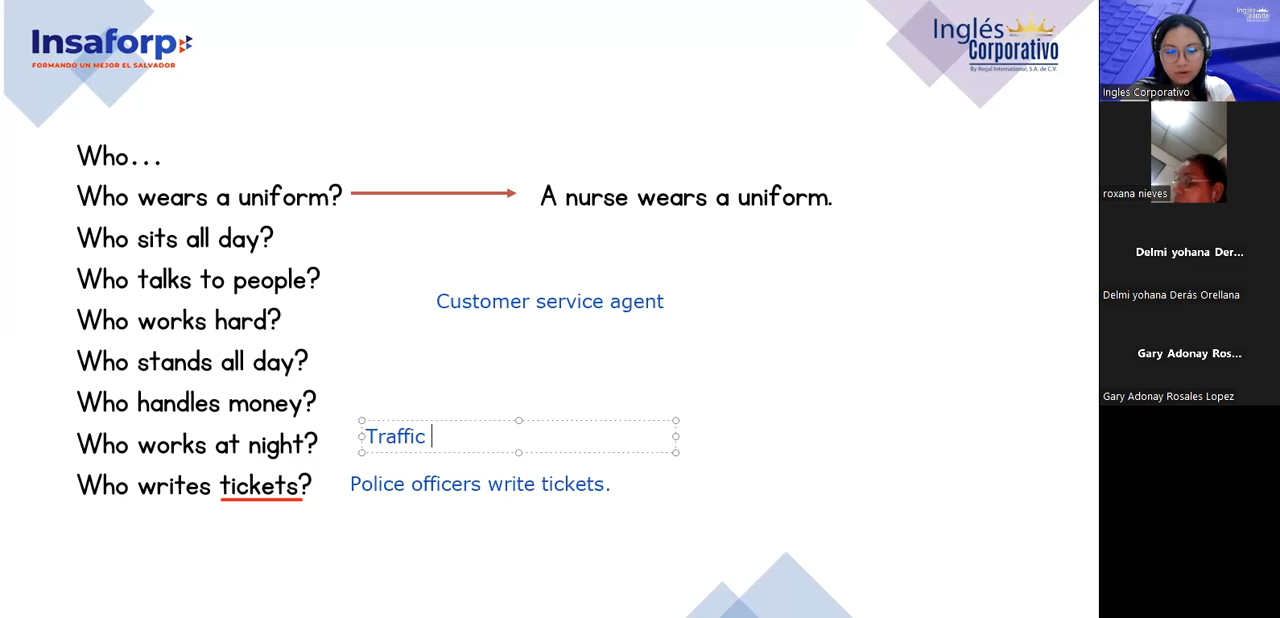 Insaforp
FORMANDO UN MEJOR EL SALVADOR
Inglés
Corporativo
By Regal International, S.A. de C.V.
Who...
Who wears a uniform?
A nurse wears a uniform.
Who sits all day?
Who talks to people?
Customer service agent
Who works hard?
Who stands all day?
Who handles money?
Traffic
Who works at night?
Who writes tickets?
Police officers write tickets.
Ingles Corporativo
roxana nieves
Delmi yohana Der...
Delmi yohana Derás Orellana
Gary Adonay Ros...
Gary Adonay Rosales Lopez